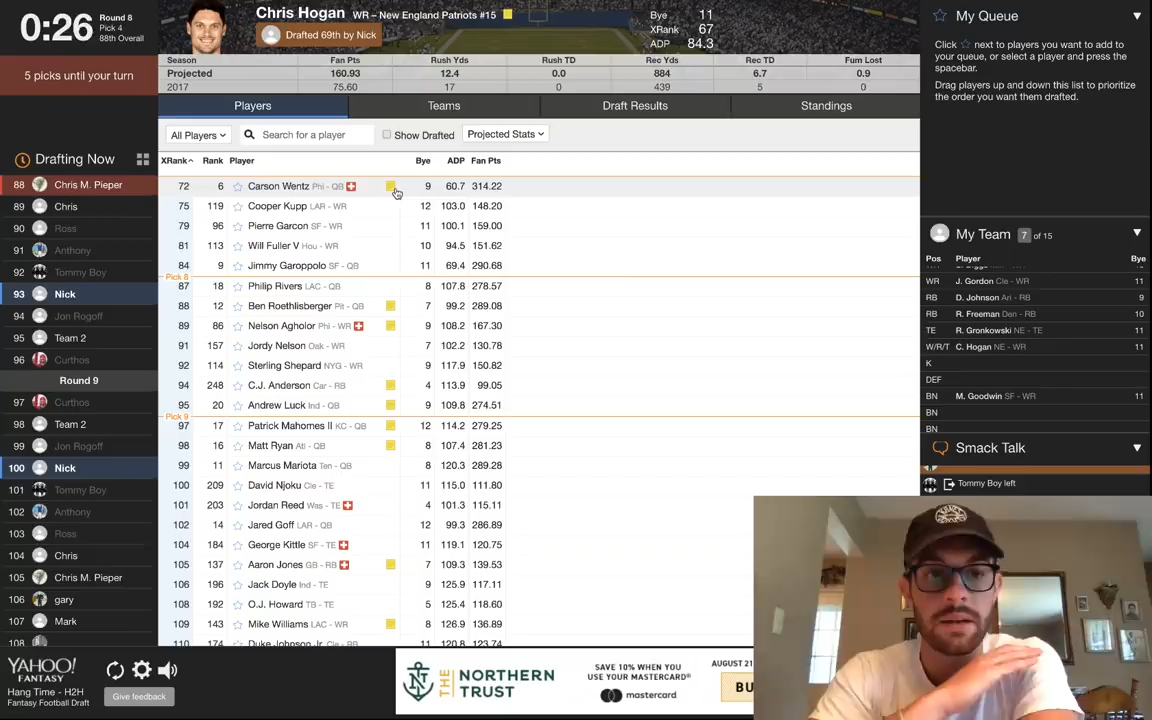 0:26
Round 8
Pick 4
88th Overall
5 picks until your turn
Chris Hogan WR – New England Patriots #15
Drafted 69th by Nick
Bye 11
XRank 67
ADP 84.3
Season Fan Pts Rush Yds Rush TD Rec Yds Rec TD Fum Lost
Projected 160.93 12.4 0.0 884 6.7 0.9
2017 75.60 17 0 439 5 0
Players Teams Draft Results Standings
All Players Search for a player Show Drafted Projected Stats
XRank Rank Player Bye ADP Fan Pts
72 6 Carson Wentz Phi - QB 9 60.7 314.22
75 119 Cooper Kupp LAR - WR 12 103.0 148.20
79 96 Pierre Garcon SF - WR 11 100.1 159.00
81 113 Will Fuller V Hou - WR 10 94.5 151.62
84 9 Jimmy Garoppolo SF - QB 11 69.4 290.68
Pick 8
87 18 Philip Rivers LAC - QB 8 107.8 278.57
88 12 Ben Roethlisberger Pit - QB 7 99.2 289.08
89 86 Nelson Agholor Phi - WR 9 108.2 167.30
91 157 Jordy Nelson Oak - WR 7 102.2 130.78
92 114 Sterling Shepard NYG - WR 9 117.9 150.82
94 248 C.J. Anderson Car - RB 4 113.9 99.05
95 20 Andrew Luck Ind - QB 9 109.8 274.51
Pick 9
97 17 Patrick Mahomes II KC - QB 12 114.2 279.25
98 16 Matt Ryan Atl - QB 8 107.4 281.23
99 11 Marcus Mariota Ten - QB 8 120.3 289.28
100 209 David Njoku Cle - TE 11 115.0 111.80
101 203 Jordan Reed Was - TE 4 101.3 115.11
102 14 Jared Goff LAR - QB 12 99.3 286.89
104 184 George Kittle SF - TE 11 119.1 120.75
105 137 Aaron Jones GB - RB 7 109.3 139.53
106 196 Jack Doyle Ind - TE 9 125.9 117.11
108 192 O.J. Howard TB - TE 5 125.4 118.60
109 143 Mike Williams LAC - WR 8 126.9 136.89
110 174 Duke Johnson Jr. Cle - RB 11 120.8 123.74
Drafting Now
88 Chris M. Pieper
89 Chris
90 Ross
91 Anthony
92 Tommy Boy
93 Nick
94 Jon Rogoff
95 Team 2
96 Curthos
Round 9
97 Curthos
98 Team 2
99 Jon Rogoff
100 Nick
101 Tommy Boy
102 Anthony
103 Ross
104 Chris
105 Chris M. Pieper
106 gary
107 Mark
108
YAHOO!
FANTASY
Hang Time - H2H
Fantasy Football Draft
Give feedback
My Queue
Click next to players you want to add to
your queue, or select a player and press the
spacebar.
Drag players up and down this list to prioritize
the order you want them drafted.
My Team 7 of 15
Pos Player Bye
WR J. Gordon Cle - WR 11
RB D. Johnson Ari - RB 9
RB R. Freeman Den - RB 10
TE R. Gronkowski NE - TE 11
W/R/T C. Hogan NE - WR 11
K
DEF
BN M. Goodwin SF - WR 11
BN
BN
Smack Talk
Tommy Boy left
THE NORTHERN
TRUST
SAVE 10% WHEN YOU
USE YOUR MASTERCARD®
mastercard
AUGUST 21
BU